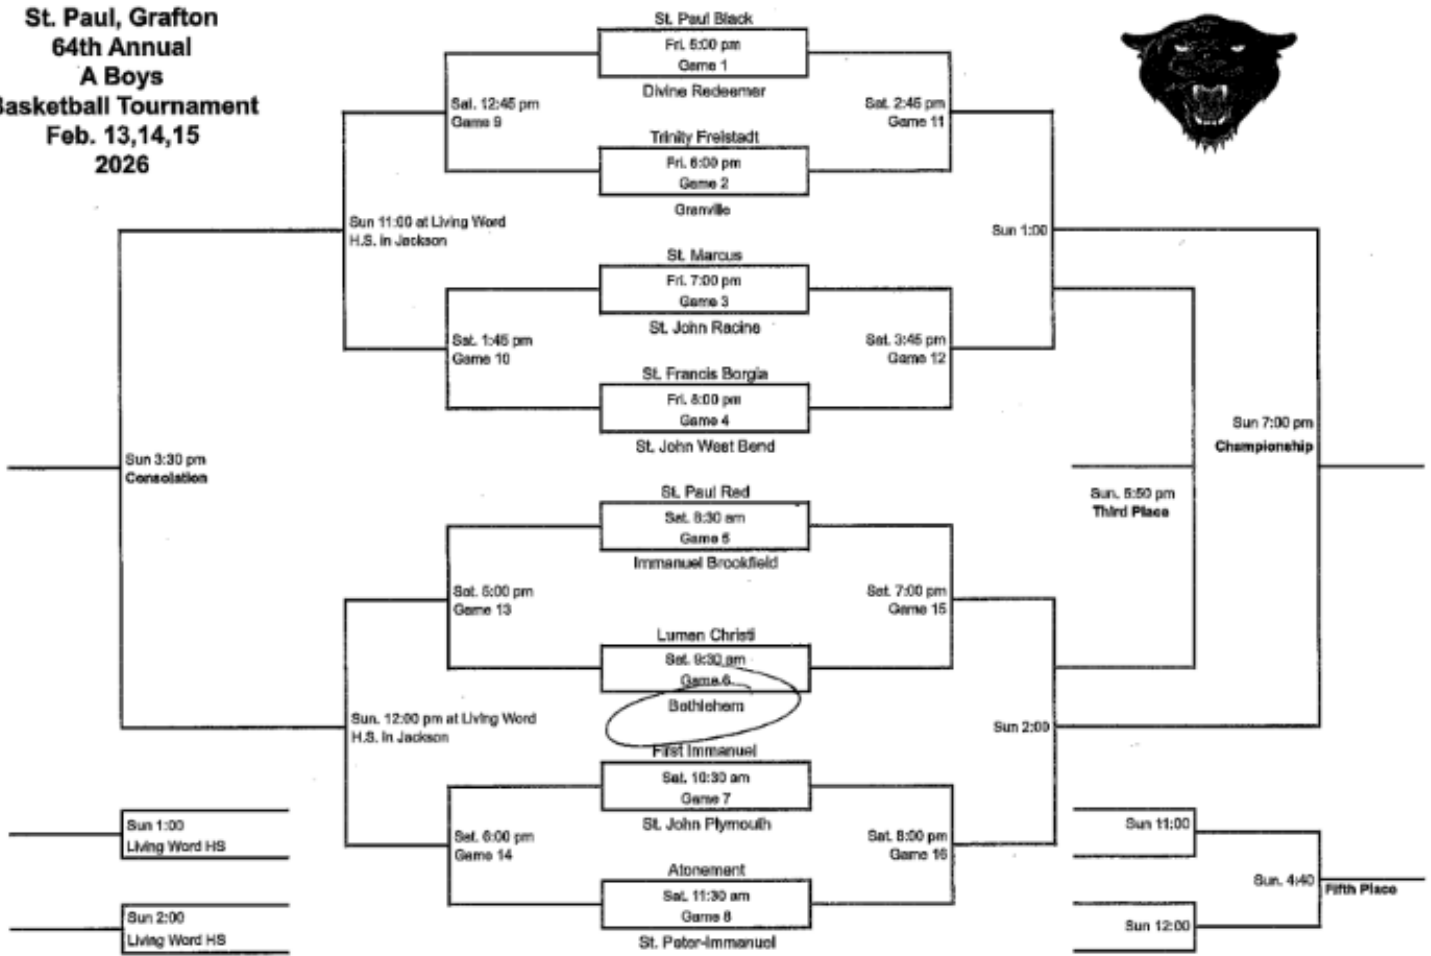 St. Paul, Grafton
64th Annual
A Boys
Basketball Tournament
Feb. 13,14,15
2026
St. Paul Black
Fri. 5:00 pm
Game 1
Divine Redeemer
Sat. 12:45 pm
Game 9
Sat. 2:45 pm
Game 11
Trinity Freistadt
Fri. 6:00 pm
Game 2
Granville
Sun 11:00 at Living Word
H.S. in Jackson
Sun 1:00
St. Marcus
Fri. 7:00 pm
Game 3
St. John Racine
Sat. 1:45 pm
Game 10
Sat. 3:45 pm
Game 12
St. Francis Borgia
Fri. 8:00 pm
Game 4
St. John West Bend
Sun 3:30 pm
Consolation
Sun 7:00 pm
Championship
Sun. 5:50 pm
Third Place
St. Paul Red
Sat. 8:30 am
Game 5
Immanuel Brookfield
Sat. 5:00 pm
Game 13
Sat. 7:00 pm
Game 15
Lumen Christi
Sat. 9:30 am
Game 6
Bethlehem
Sun. 12:00 pm at Living Word
H.S. in Jackson
Sun 2:00
First Immanuel
Sat. 10:30 am
Game 7
St. John Plymouth
Sat. 6:00 pm
Game 14
Sat. 8:00 pm
Game 16
Atonement
Sat. 11:30 am
Game 8
St. Peter-Immanuel
Sun 1:00
Living Word HS
Sun 2:00
Living Word HS
Sun 11:00
Sun. 4:40
Fifth Place
Sun 12:00